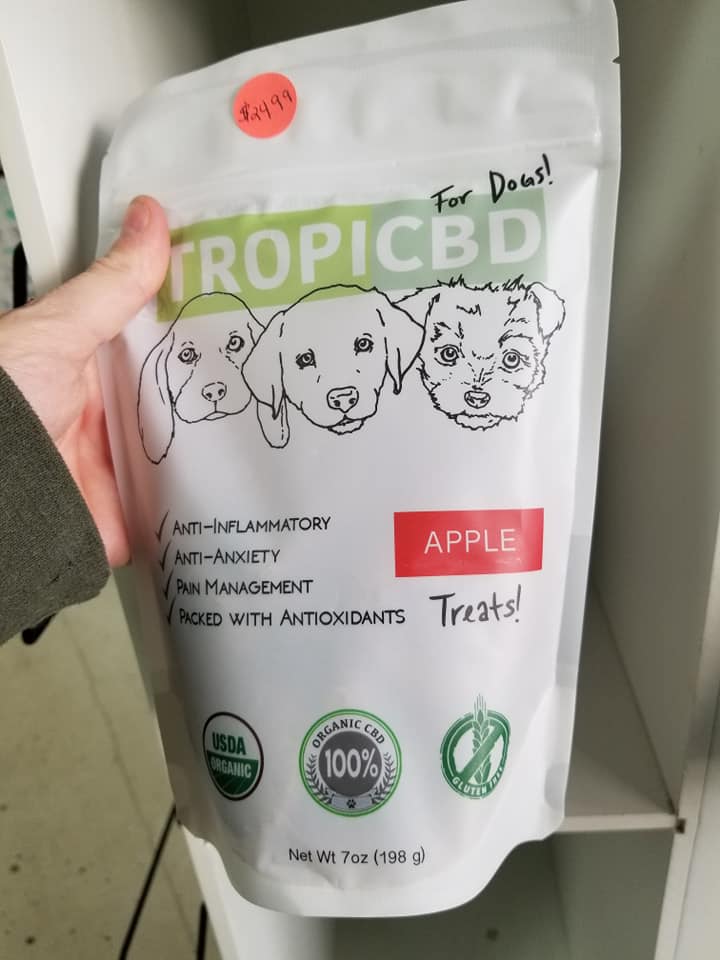 $24.99
For Dogs!
TROPICBD
✓ ANTI-INFLAMMATORY
✓ ANTI-ANXIETY
✓ PAIN MANAGEMENT
✓ PACKED WITH ANTIOXIDANTS
APPLE
Treats!
USDA
ORGANIC
ORGANIC CBD
100%
GLUTEN FREE
Net Wt 7oz (198 g)